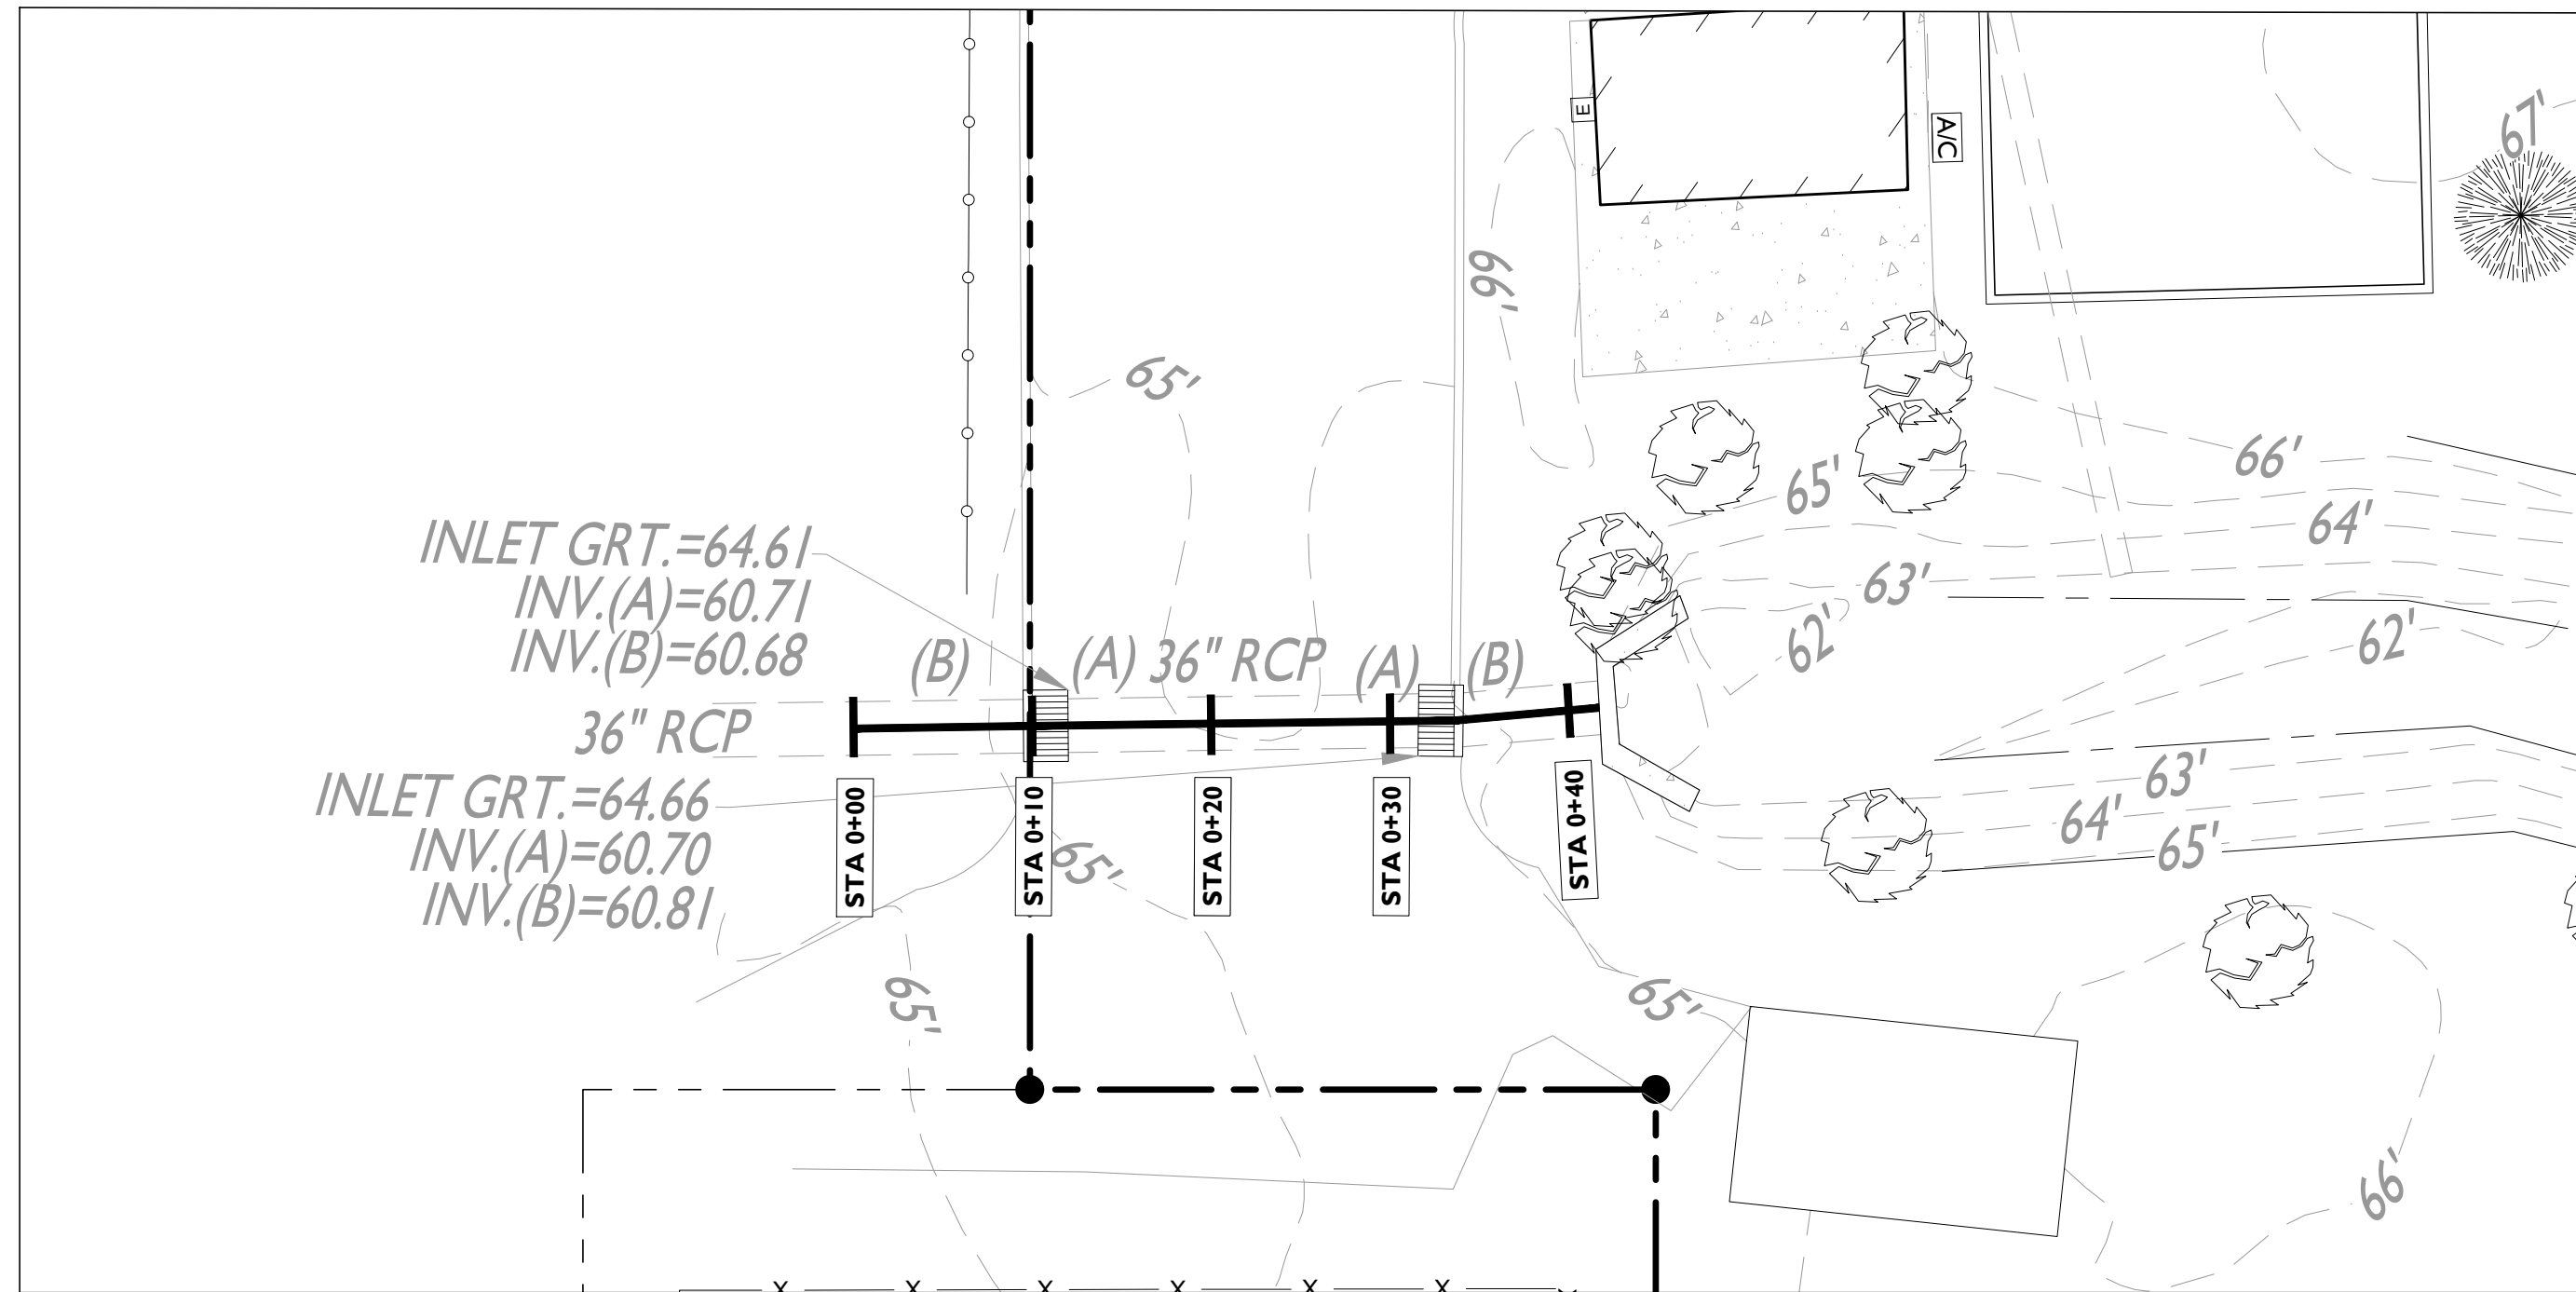 E
A/C
67'
66'
65'
65'
66'
64'
63'
62'
62'
INLET GRT.=64.61
INV.(A)=60.71
INV.(B)=60.68
(B)
(A) 36" RCP (A)
(B)
36" RCP
INLET GRT.=64.66
INV.(A)=60.70
INV.(B)=60.81
STA 0+00
STA 0+10
STA 0+20
STA 0+30
STA 0+40
63'
64'
65'
65'
65'
65'
66'
X X X X X X